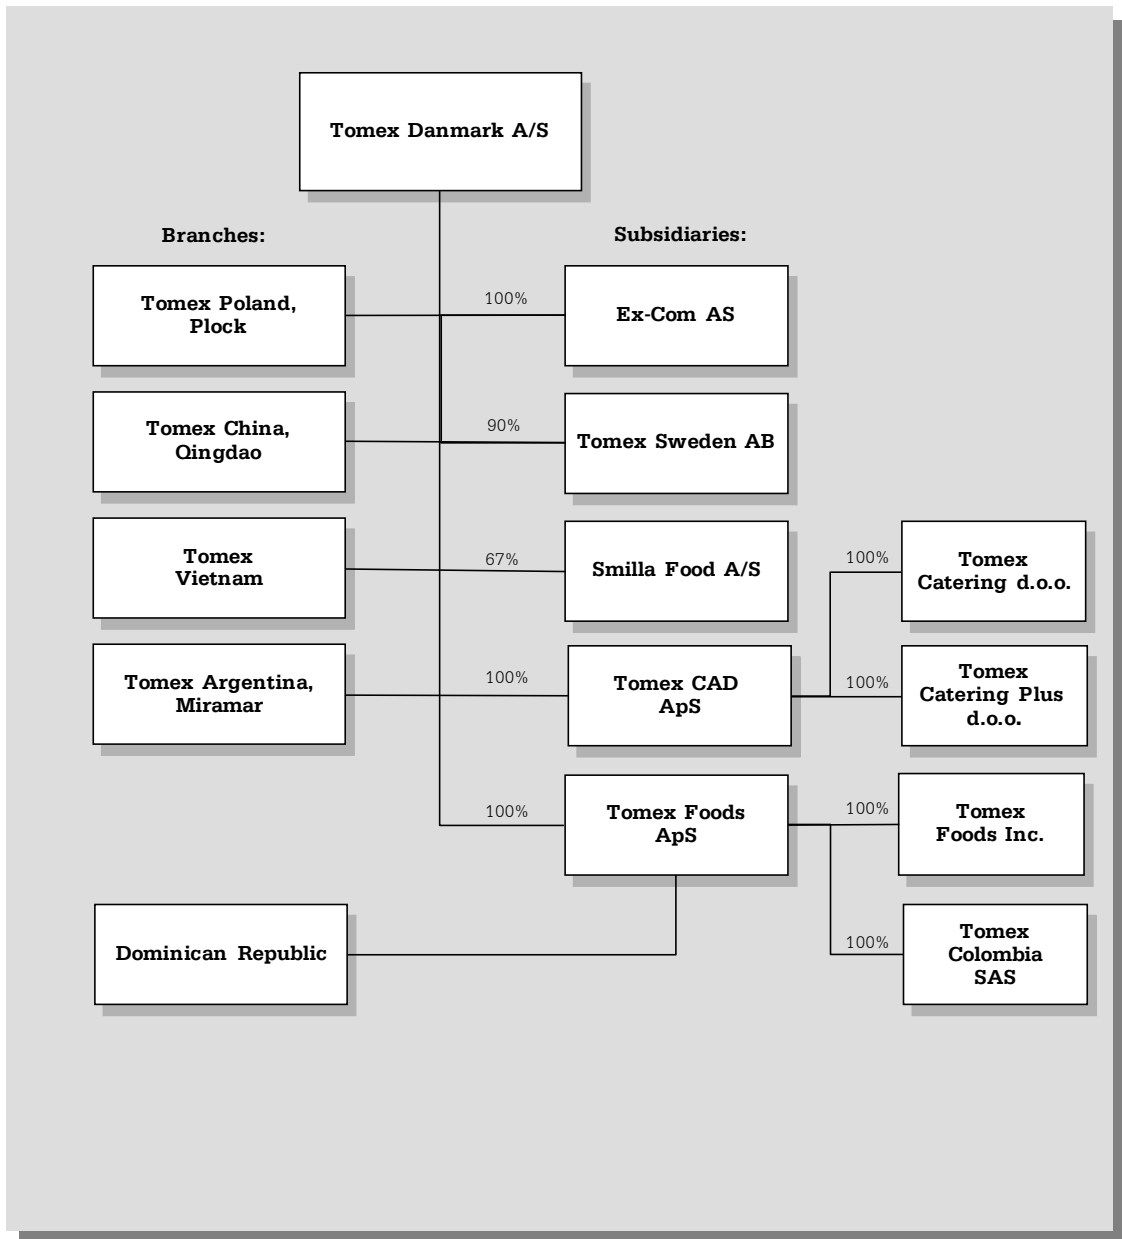 Tomex Danmark A/S
Branches:
Subsidiaries:
Tomex Poland,
Plock
100%
Ex-Com AS
Tomex China,
Qingdao
90%
Tomex Sweden AB
Tomex
Vietnam
67%
Smilla Food A/S
100%
Tomex
Catering d.o.o.
Tomex Argentina,
Miramar
100%
Tomex CAD
ApS
100%
Tomex
Catering Plus
d.o.o.
100%
Tomex Foods
ApS
100%
Tomex
Foods Inc.
Dominican Republic
100%
Tomex
Colombia
SAS